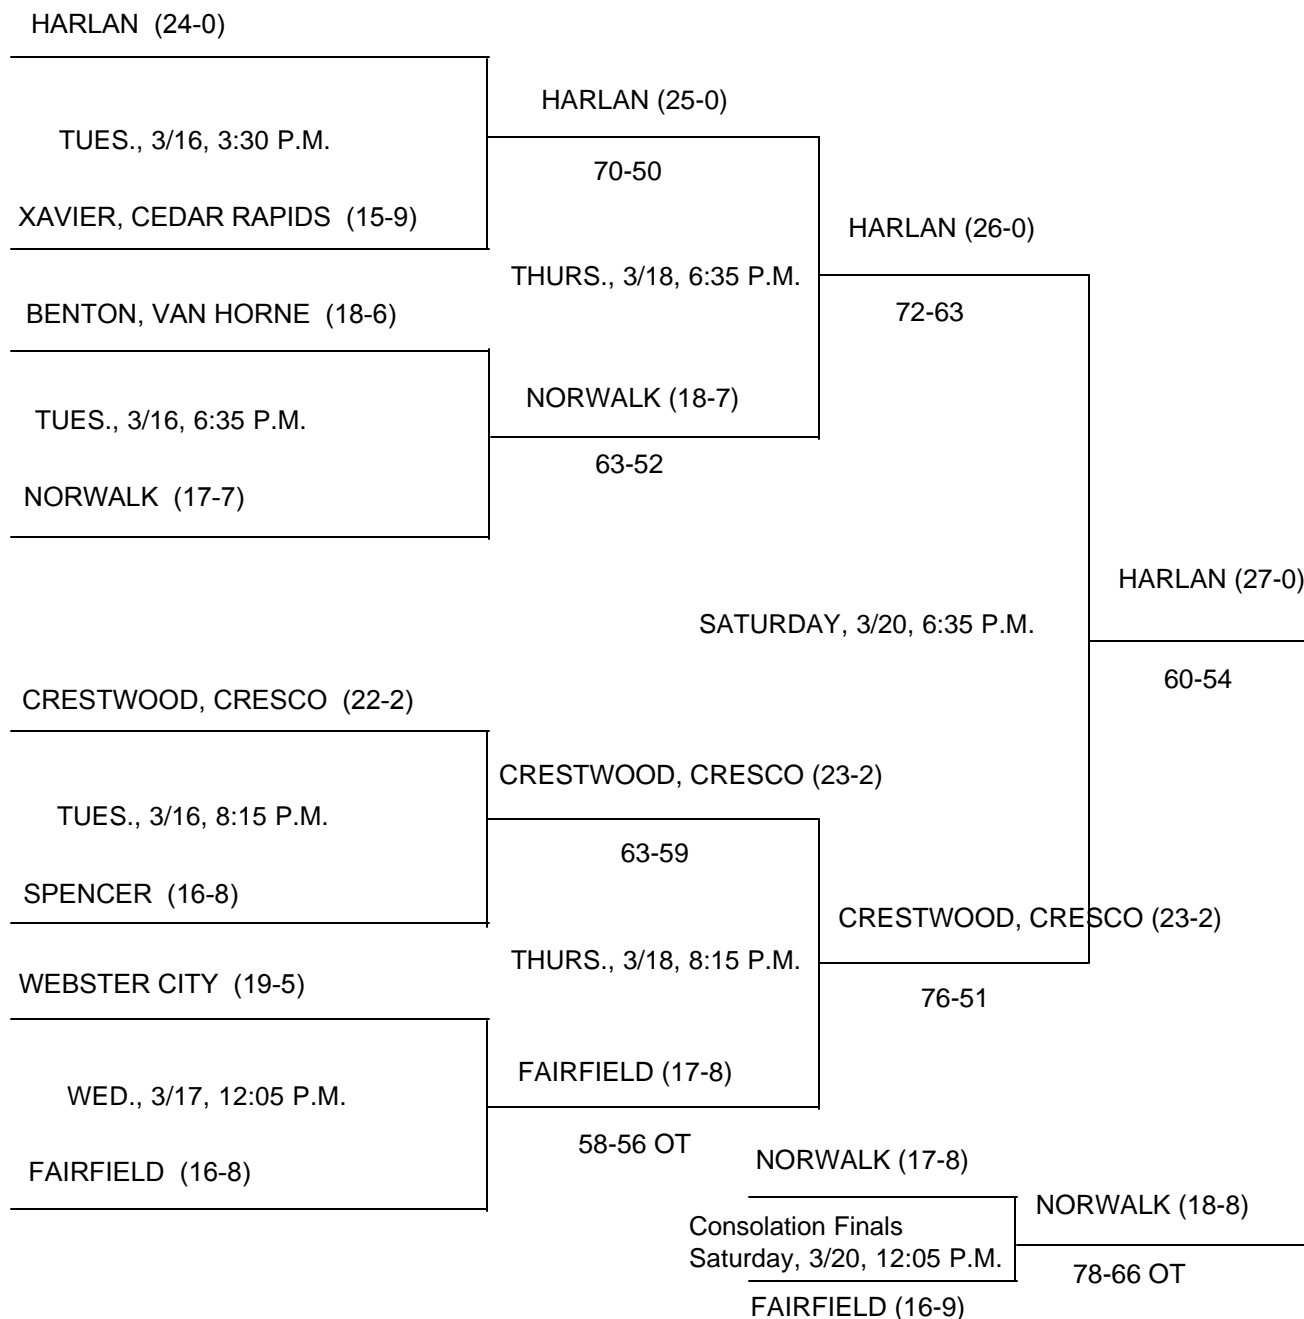 HARLAN (24-0)
TUES., 3/16, 3:30 P.M.
XAVIER, CEDAR RAPIDS (15-9)
BENTON, VAN HORNE (18-6)
TUES., 3/16, 6:35 P.M.
NORWALK (17-7)
CRESTWOOD, CRESCO (22-2)
TUES., 3/16, 8:15 P.M.
SPENCER (16-8)
WEBSTER CITY (19-5)
WED., 3/17, 12:05 P.M.
FAIRFIELD (16-8)
HARLAN (25-0)
70-50
THURS., 3/18, 6:35 P.M.
NORWALK (18-7)
63-52
CRESTWOOD, CRESCO (23-2)
63-59
THURS., 3/18, 8:15 P.M.
FAIRFIELD (17-8)
58-56 OT
HARLAN (26-0)
72-63
SATURDAY, 3/20, 6:35 P.M.
CRESTWOOD, CRESCO (23-2)
76-51
HARLAN (27-0)
60-54
NORWALK (17-8)
Consolation Finals
Saturday, 3/20, 12:05 P.M.
FAIRFIELD (16-9)
NORWALK (18-8)
78-66 OT